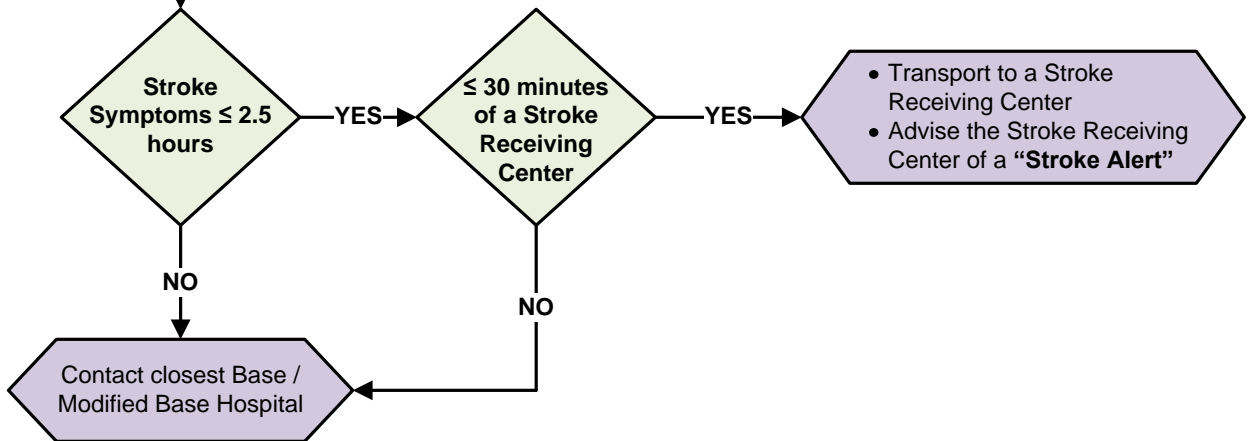 Stroke
Symptoms ≤ 2.5
hours
YES
≤ 30 minutes
of a Stroke
Receiving
Center
YES
• Transport to a Stroke
Receiving Center
• Advise the Stroke Receiving
Center of a “Stroke Alert”
NO
NO
Contact closest Base /
Modified Base Hospital